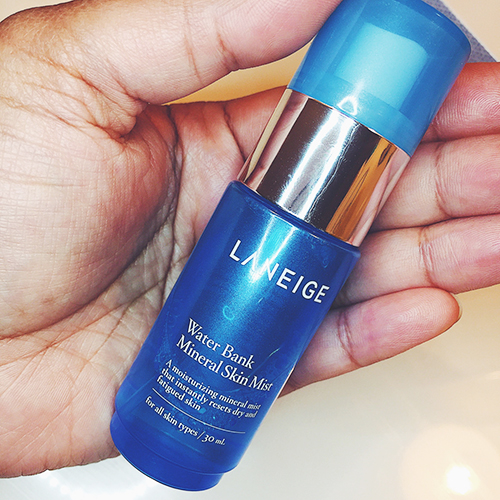 LANEIGE
Water Bank
Mineral Skin Mist
A moisturizing mineral mist
that instantly resets dry and
fatigued skin
for all skin types / 30 ml.